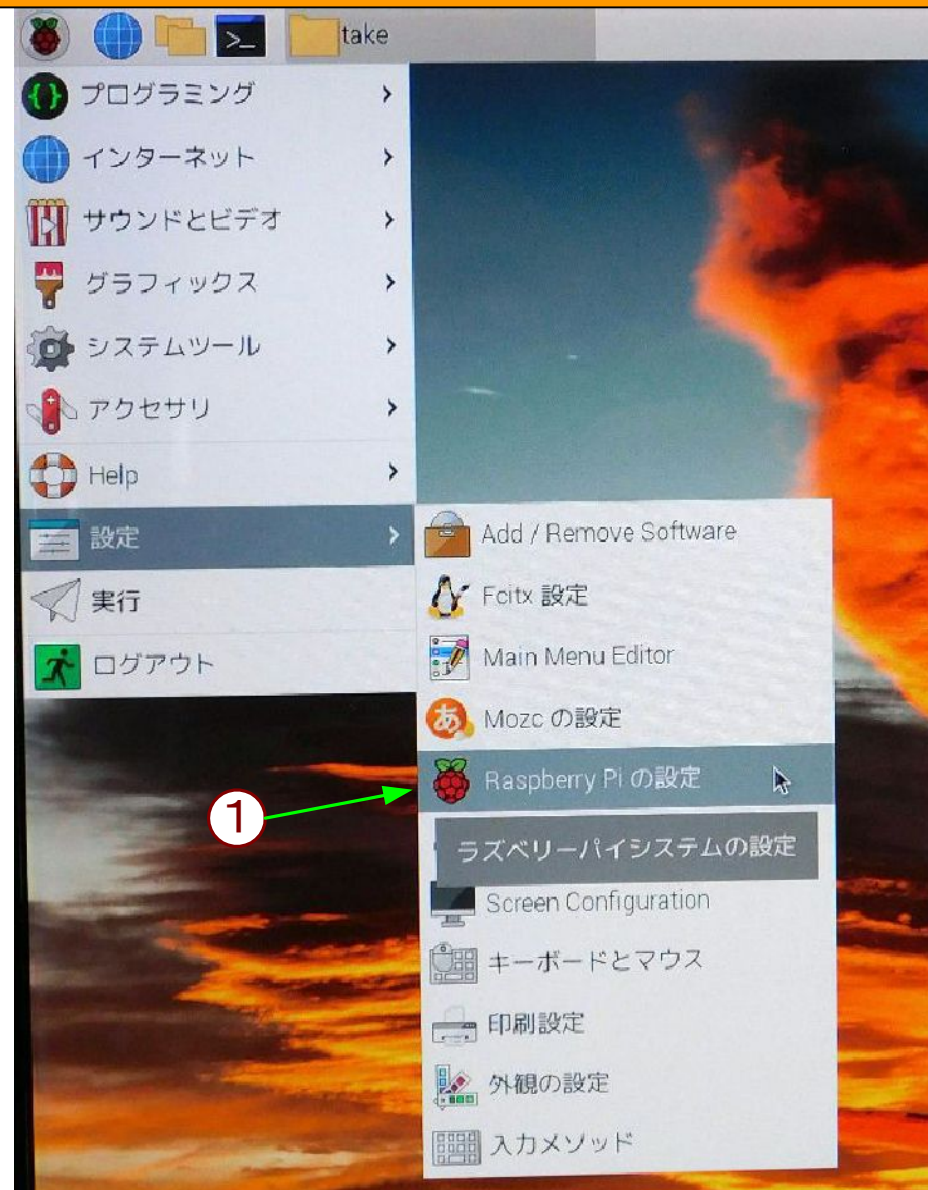 take
プログラミング
インターネット
サウンドとビデオ
グラフィックス
システムツール
アクセサリ
Help
設定
実行
ログアウト
Add / Remove Software
Fcitx 設定
Main Menu Editor
Mozc の設定
Raspberry Pi の設定
1
ラズベリーパイシステムの設定
Screen Configuration
キーボードとマウス
印刷設定
外観の設定
入力メソッド